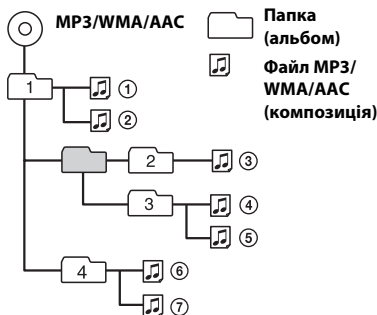 MP3/WMA/AAC
Папка
(альбом)
Файл MP3/
WMA/AAC
(композиція)
1
①
②
2
③
3
④
⑤
4
⑥
⑦